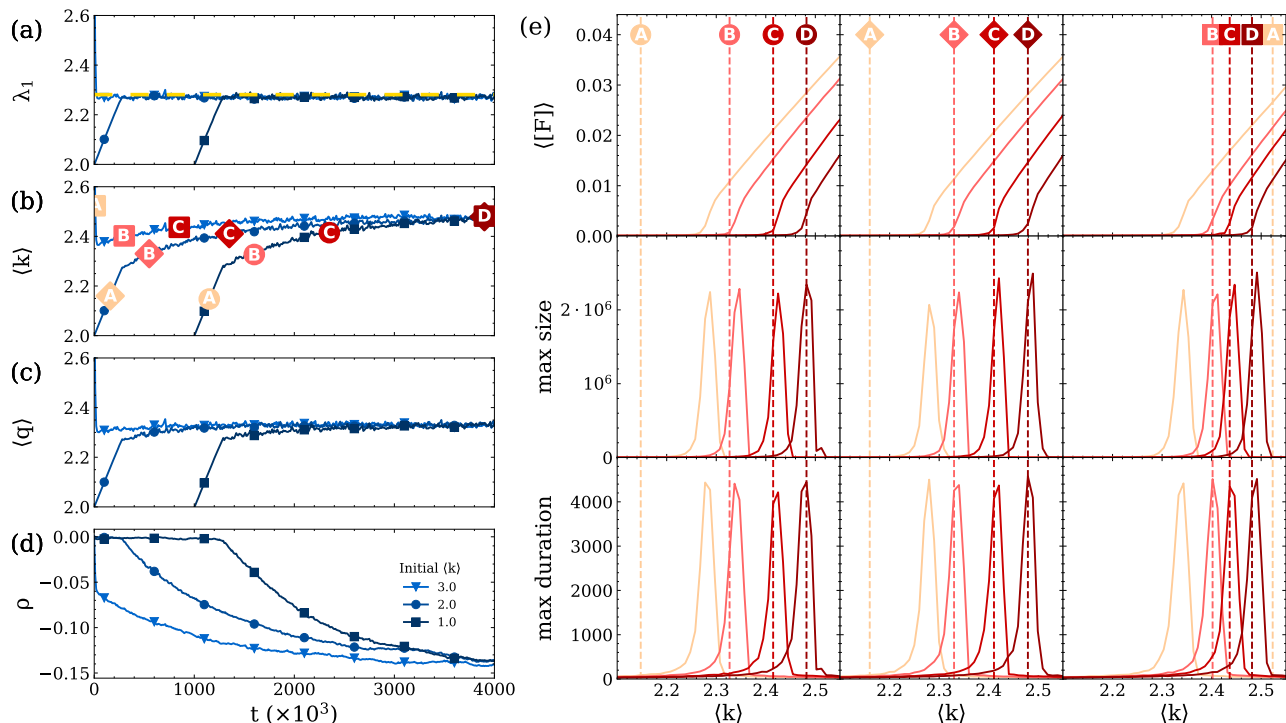 (a)
λ₁
2.6
2.4
2.2
2.0
(b)
⟨k⟩
2.6
2.4
2.2
2.0
A
B
C
D
B
C
A
B
C
A
(c)
⟨q⟩
2.6
2.4
2.2
2.0
(d)
ρ
0.00
−0.05
−0.10
−0.15
Initial ⟨k⟩
3.0
2.0
1.0
0 1000 2000 3000 4000
t (×10³)
(e)
⟨[F]⟩
0.04
0.03
0.02
0.01
0.00
A B C D
A B C D
B C D A
max size
2 · 10⁶
10⁶
0
max duration
4000
3000
2000
1000
0
2.2 2.3 2.4 2.5
2.2 2.3 2.4 2.5
2.2 2.3 2.4 2.5
⟨k⟩ ⟨k⟩ ⟨k⟩